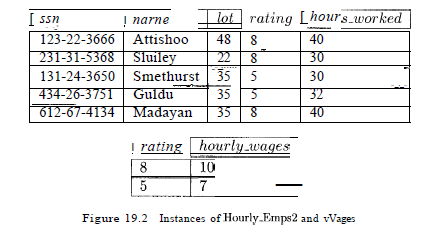 [ ssn | narne lot rating [_hours_worked
123-22-3666 Attishoo 48 8 40
231-31-5368 Sluiley 22 8 30
131-24-3650 Smethurst 35 5 30
434-26-3751 Guldu 35 5 32
612-67-4134 Madayan 35 8 40
| rating hourly_wages
8 10
5 7
Figure 19.2 Instances of Hourly_Emps2 and vVages